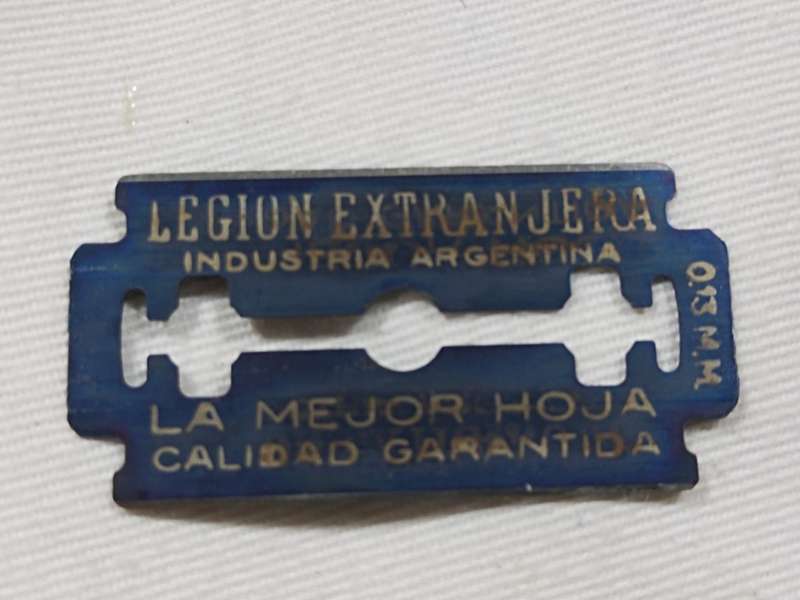 LEGION EXTRANJERA
INDUSTRIA ARGENTINA
0.13 M.M.
LA MEJOR HOJA
CALIDAD GARANTIDA